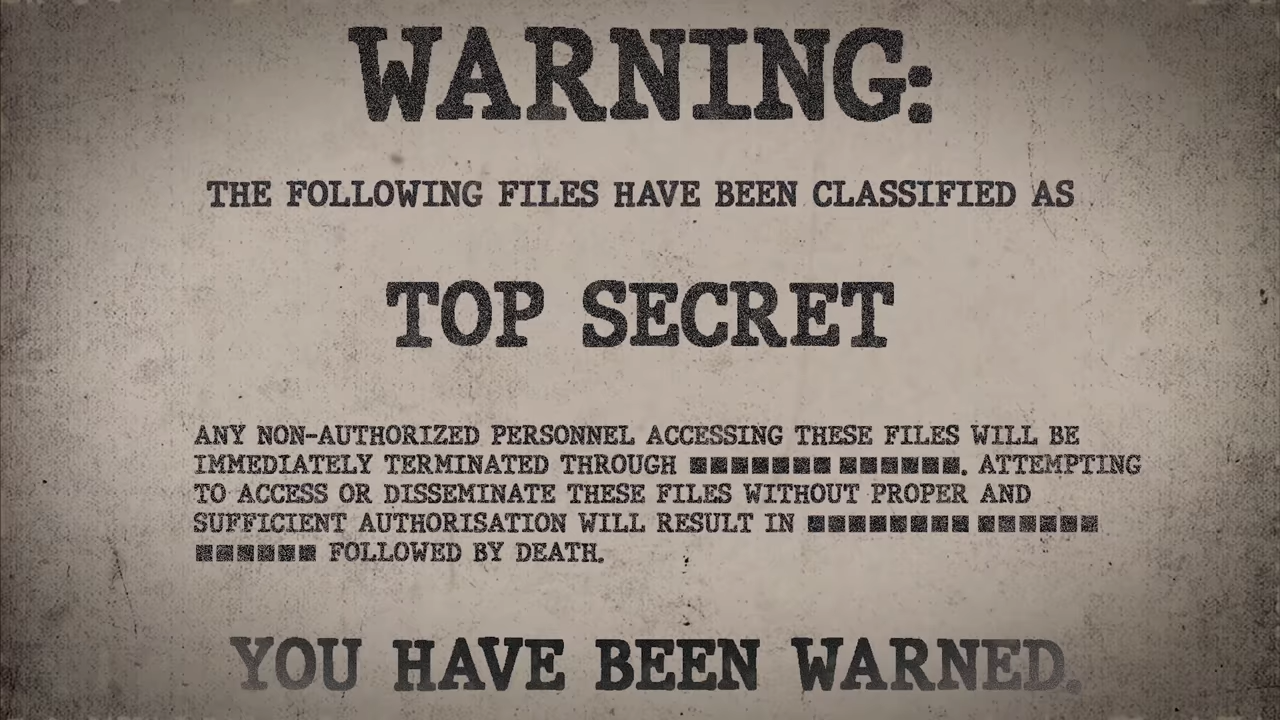 WARNING:
THE FOLLOWING FILES HAVE BEEN CLASSIFIED AS
TOP SECRET
ANY NON-AUTHORIZED PERSONNEL ACCESSING THESE FILES WILL BE
IMMEDIATELY TERMINATED THROUGH ■■■■■■■ ■■■■■■. ATTEMPTING
TO ACCESS OR DISSEMINATE THESE FILES WITHOUT PROPER AND
SUFFICIENT AUTHORISATION WILL RESULT IN ■■■■■■■■ ■■■■■■
■■■■■■ FOLLOWED BY DEATH.
YOU HAVE BEEN WARNED.